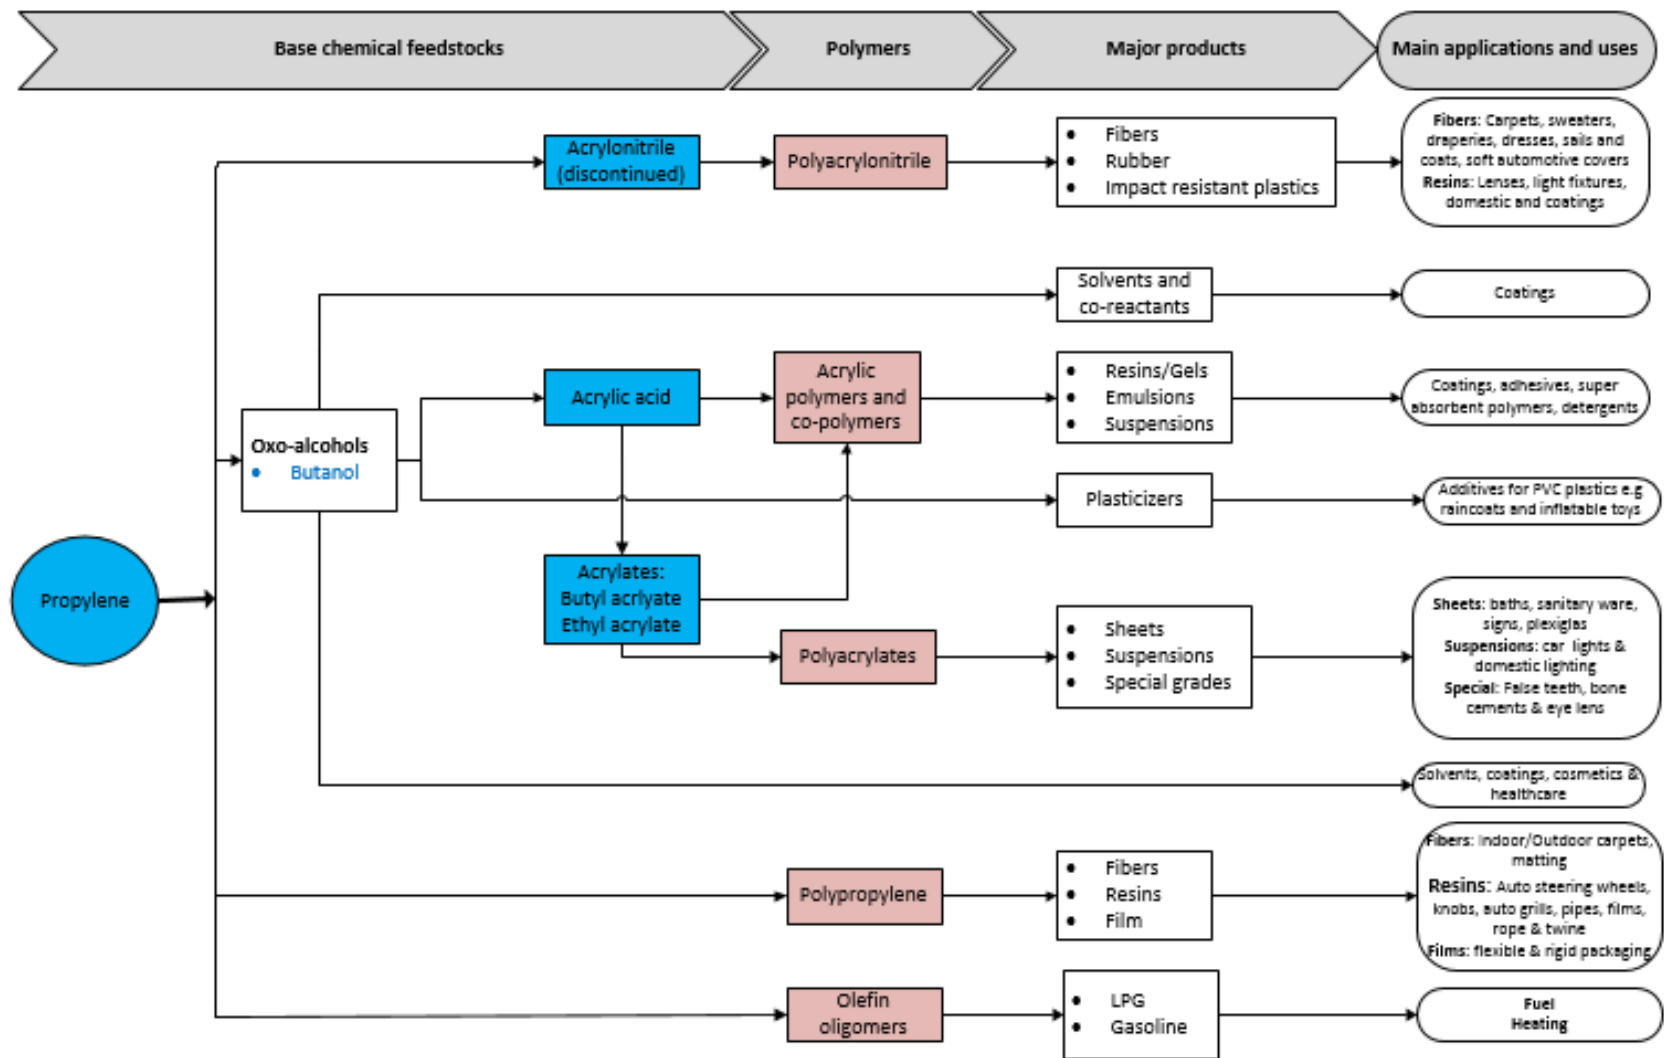 Base chemical feedstocks
Polymers
Major products
Main applications and uses
Acrylonitrile
(discontinued)
Polyacrylonitrile
• Fibers
• Rubber
• Impact resistant plastics
Fibers: Carpets, sweaters,
draperies, dresses, sails and
coats, soft automotive covers
Resins: Lenses, light fixtures,
domestic and coatings
Solvents and
co-reactants
Coatings
Oxo-alcohols
• Butanol
Acrylic acid
Acrylic
polymers and
co-polymers
• Resins/Gels
• Emulsions
• Suspensions
Coatings, adhesives, super
absorbent polymers, detergents
Plasticizers
Additives for PVC plastics e.g
raincoats and inflatable toys
Propylene
Acrylates:
Butyl acrlyate
Ethyl acrylate
Polyacrylates
• Sheets
• Suspensions
• Special grades
Sheets: baths, sanitary ware,
signs, plexiglas
Suspensions: car lights &
domestic lighting
Special: False teeth, bone
cements & eye lens
Solvents, coatings, cosmetics &
healthcare
Polypropylene
• Fibers
• Resins
• Film
Fibers: Indoor/Outdoor carpets,
matting
Resins: Auto steering wheels,
knobs, auto grills, pipes, films,
rope & twine
Films: flexible & rigid packaging
Olefin
oligomers
• LPG
• Gasoline
Fuel
Heating